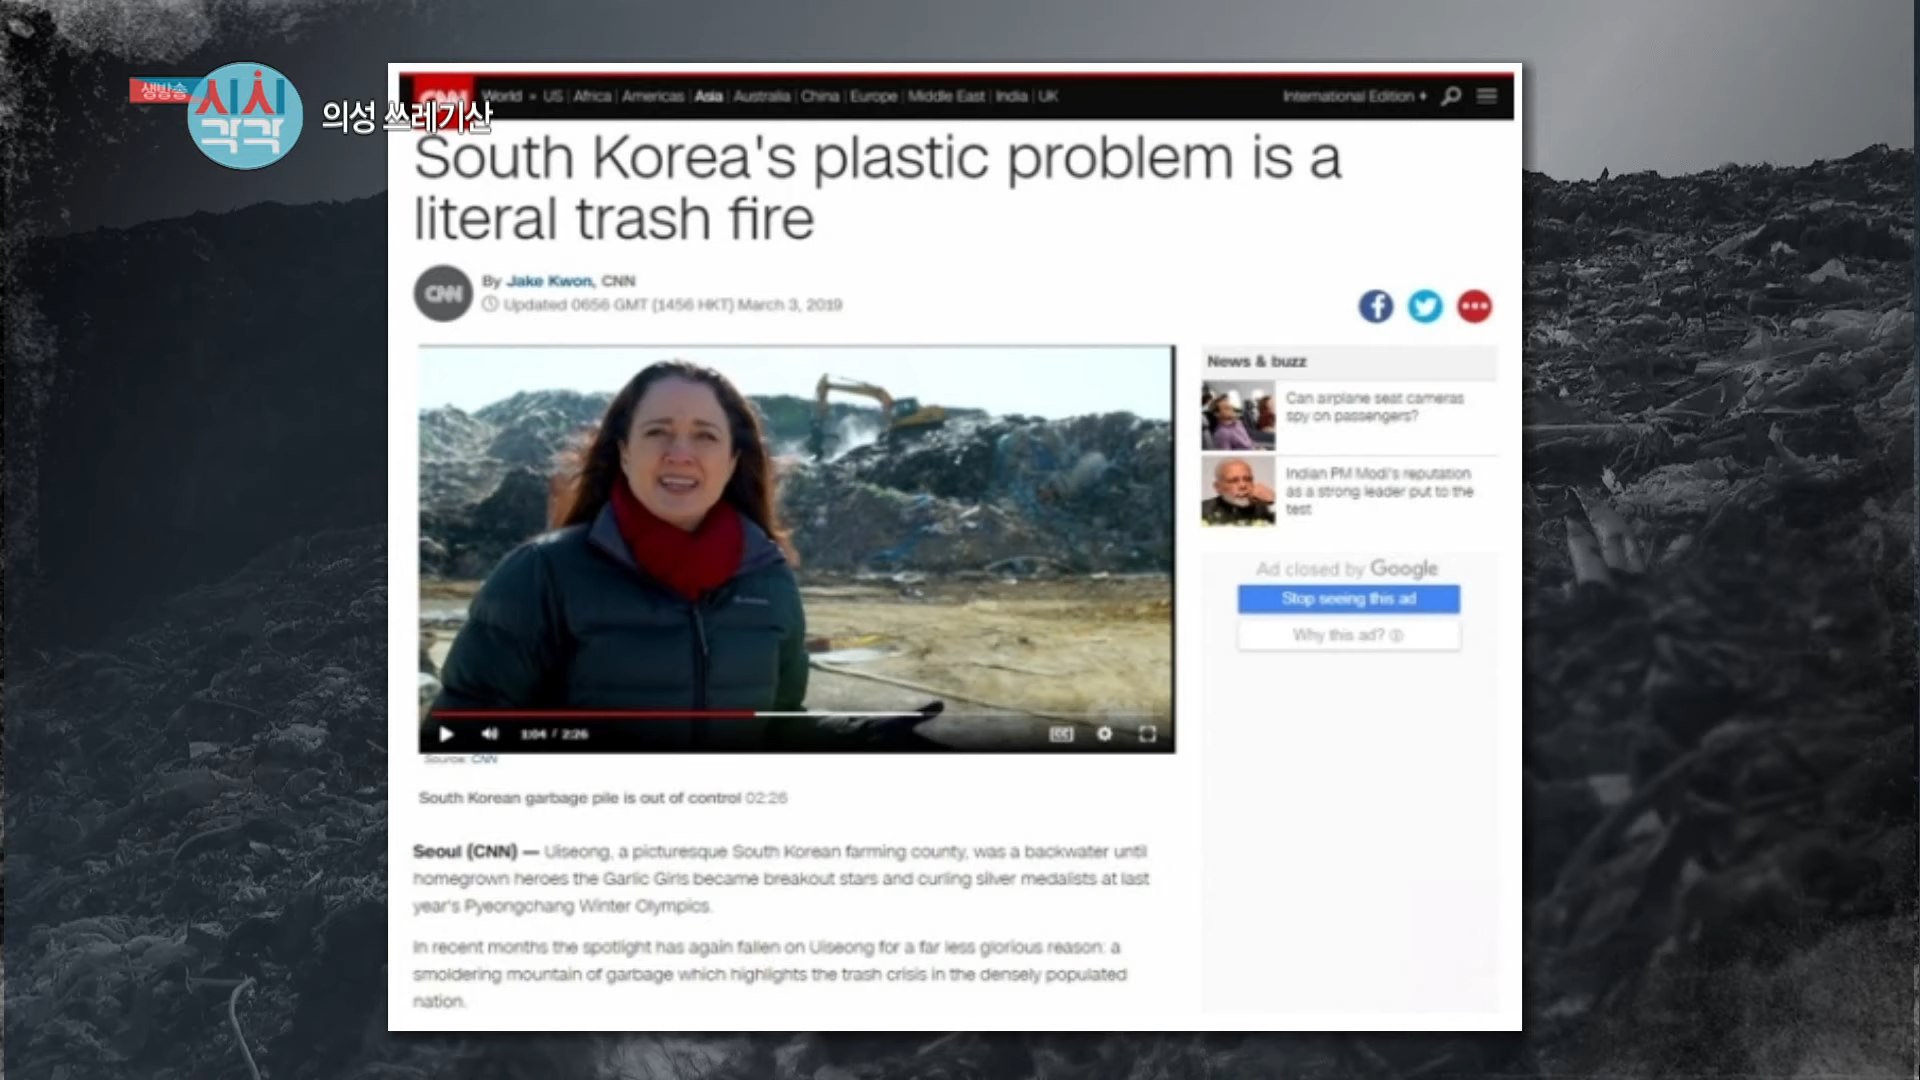 생방송
시시각각
의성 쓰레기산
CNN World US Africa Americas Asia Australia China Europe Middle East India UK
International Edition +
South Korea's plastic problem is a
literal trash fire
CNN
By Jake Kwon, CNN
Updated 0656 GMT (1456 HKT) March 3, 2019
News & buzz
Can airplane seat cameras
spy on passengers?
Indian PM Modi's reputation
as a strong leader put to the
test
Ad closed by Google
Stop seeing this ad
Why this ad?
1:04 / 2:26
CC
Source: CNN
South Korean garbage pile is out of control 02:26
Seoul (CNN) — Uiseong, a picturesque South Korean farming county, was a backwater until
homegrown heroes the Garlic Girls became breakout stars and curling silver medalists at last
year's Pyeongchang Winter Olympics.
In recent months the spotlight has again fallen on Uiseong for a far less glorious reason: a
smoldering mountain of garbage which highlights the trash crisis in the densely populated
nation.